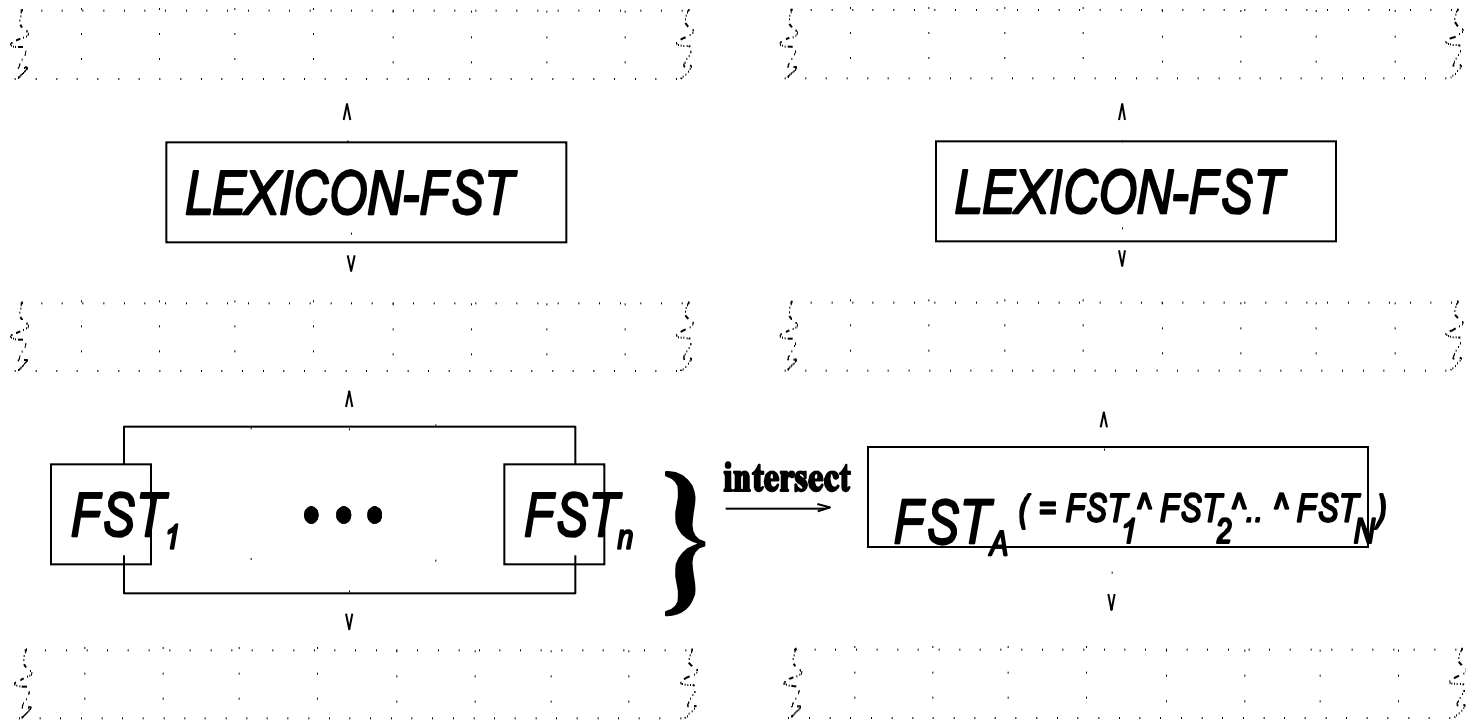 LEXICON-FST
LEXICON-FST
FST1 ••• FSTn } intersect
FSTA ( = FST1 ^ FST2 ^.. ^ FSTN)